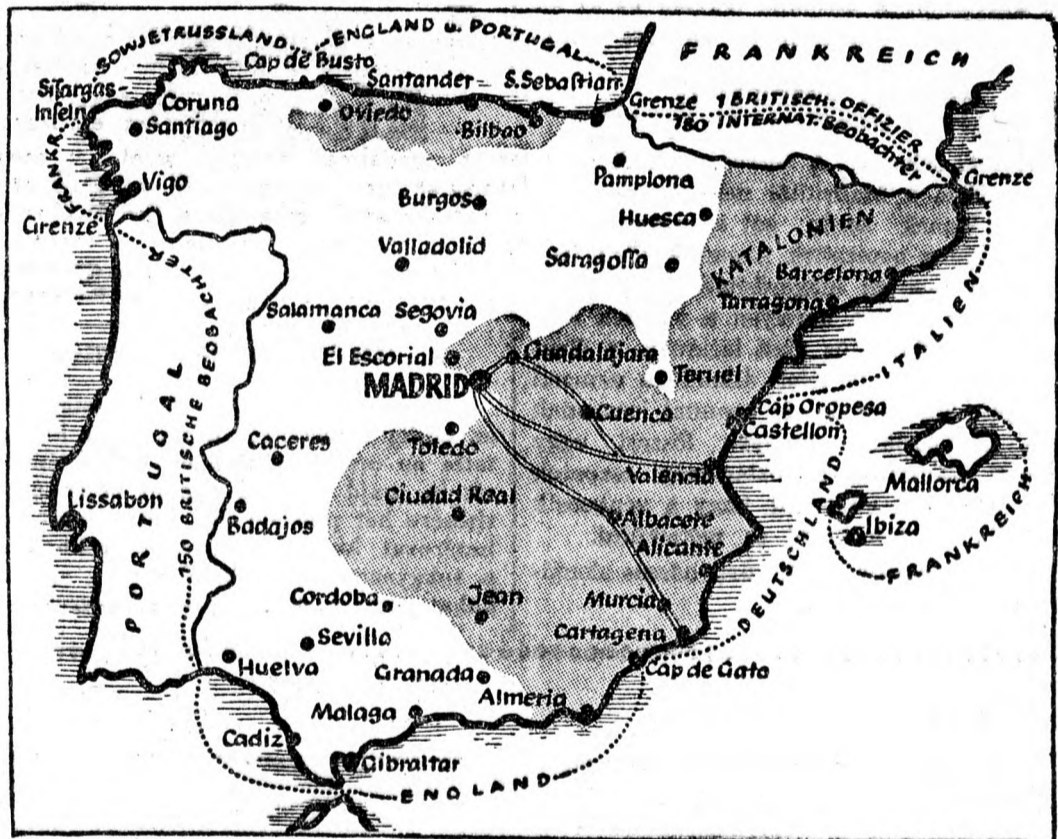 SOWJETRUSSLAND
ENGLAND u. PORTUGAL
FRANKREICH
Cap de Busto
Santander
S. Sebastian
Sisargas-
Inseln
Coruna
Oviedo
Grenze
1 BRITISCH. OFFIZIER
130 INTERNAT. BEOBACHTER
Santiago
Bilbao
FRANKR.
Vigo
Pamplona
Grenze
Burgos
Huesca
Grenze
Valladolid
KATALONIEN
Saragossa
Barcelona
Tarragona
Salamanca
Segovia
ITALIEN
El Escorial
Guadalajara
MADRID
Teruel
PORTUGAL
150 BRITISCHE BEOBACHTER
Cuenca
Cap Oropesa
Castellon
Toledo
Caceres
Valencia
Mallorca
Lissabon
Ciudad Real
DEUTSCHLAND
Badajos
Albacete
Ibiza
Alicante
FRANKREICH
Cordoba
Jean
Murcia
Sevilla
Cartagena
Huelva
Granada
Cap de Gata
Almeria
Malaga
Cadiz
Gibraltar
ENGLAND